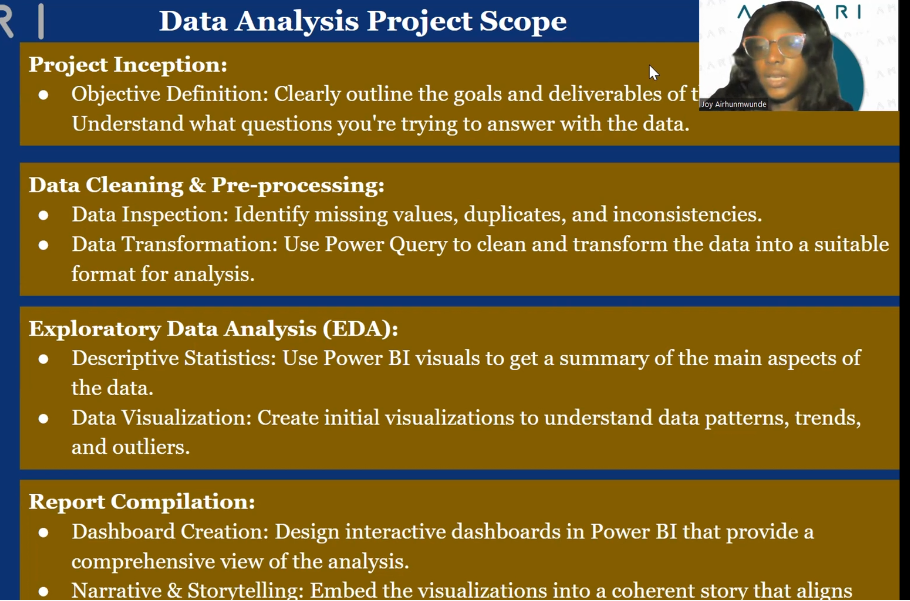 R |
Data Analysis Project Scope
Project Inception:
● Objective Definition: Clearly outline the goals and deliverables of t
Understand what questions you're trying to answer with the data.
Joy Airhunmwunde
Data Cleaning & Pre-processing:
● Data Inspection: Identify missing values, duplicates, and inconsistencies.
● Data Transformation: Use Power Query to clean and transform the data into a suitable
format for analysis.
Exploratory Data Analysis (EDA):
● Descriptive Statistics: Use Power BI visuals to get a summary of the main aspects of
the data.
● Data Visualization: Create initial visualizations to understand data patterns, trends,
and outliers.
Report Compilation:
● Dashboard Creation: Design interactive dashboards in Power BI that provide a
comprehensive view of the analysis.
● Narrative & Storytelling: Embed the visualizations into a coherent story that aligns